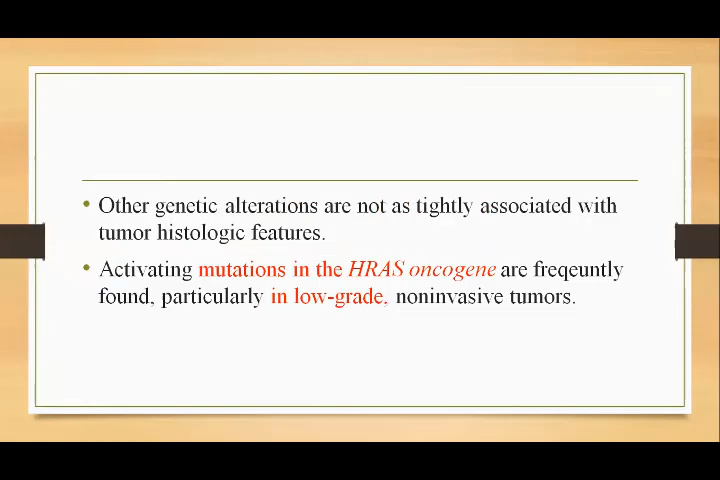 • Other genetic alterations are not as tightly associated with
tumor histologic features.
• Activating mutations in the HRAS oncogene are freqeuntly
found, particularly in low-grade, noninvasive tumors.